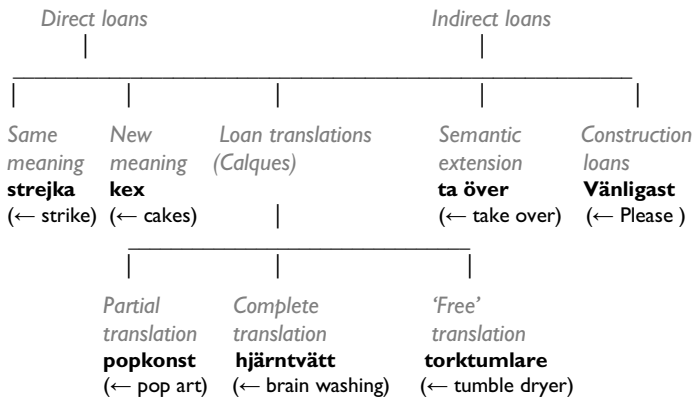 Direct loans Indirect loans
Same New Loan translations Semantic Construction
meaning meaning (Calques) extension loans
strejka kex ta över Vänligast
(← strike) (← cakes) (← take over) (← Please )
Partial Complete ‘Free’
translation translation translation
popkonst hjärntvätt torktumlare
(← pop art) (← brain washing) (← tumble dryer)